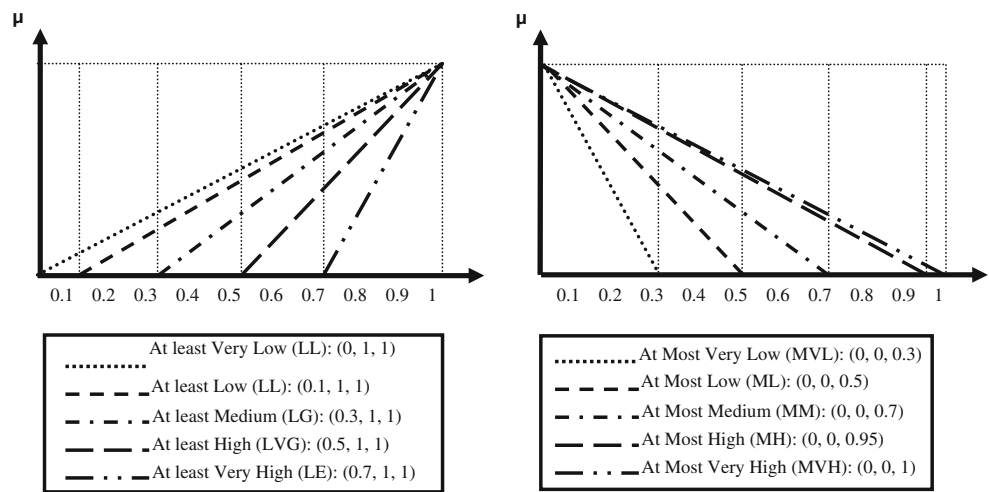 μ
0.1 0.2 0.3 0.4 0.5 0.6 0.7 0.8 0.9 1
At least Very Low (LL): (0, 1, 1)
At least Low (LL): (0.1, 1, 1)
At least Medium (LG): (0.3, 1, 1)
At least High (LVG): (0.5, 1, 1)
At least Very High (LE): (0.7, 1, 1)
μ
0.1 0.2 0.3 0.4 0.5 0.6 0.7 0.8 0.9 1
At Most Very Low (MVL): (0, 0, 0.3)
At Most Low (ML): (0, 0, 0.5)
At Most Medium (MM): (0, 0, 0.7)
At Most High (MH): (0, 0, 0.95)
At Most Very High (MVH): (0, 0, 1)